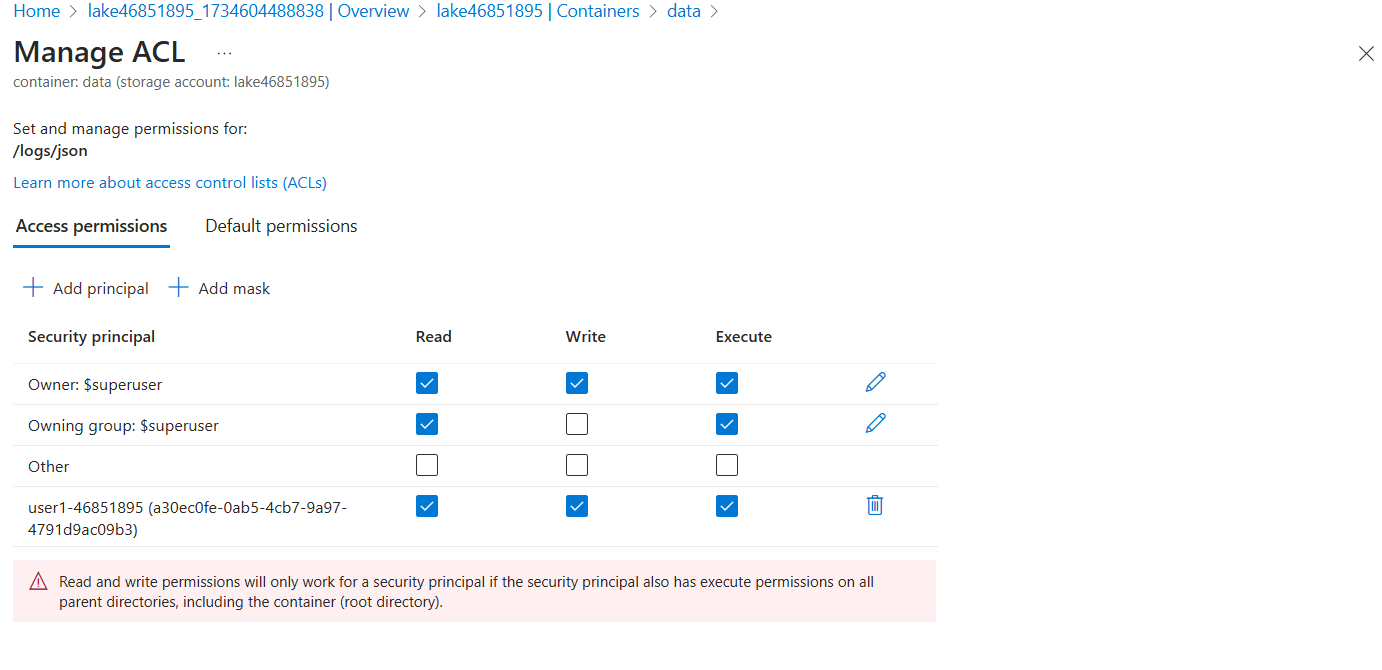 Home > lake46851895_1734604488838 | Overview > lake46851895 | Containers > data >
Manage ACL ...
container: data (storage account: lake46851895)
Set and manage permissions for:
/logs/json
Learn more about access control lists (ACLs)
Access permissions Default permissions
+ Add principal + Add mask
Security principal Read Write Execute
Owner: $superuser
Owning group: $superuser
Other
user1-46851895 (a30ec0fe-0ab5-4cb7-9a97-
4791d9ac09b3)
Read and write permissions will only work for a security principal if the security principal also has execute permissions on all
parent directories, including the container (root directory).